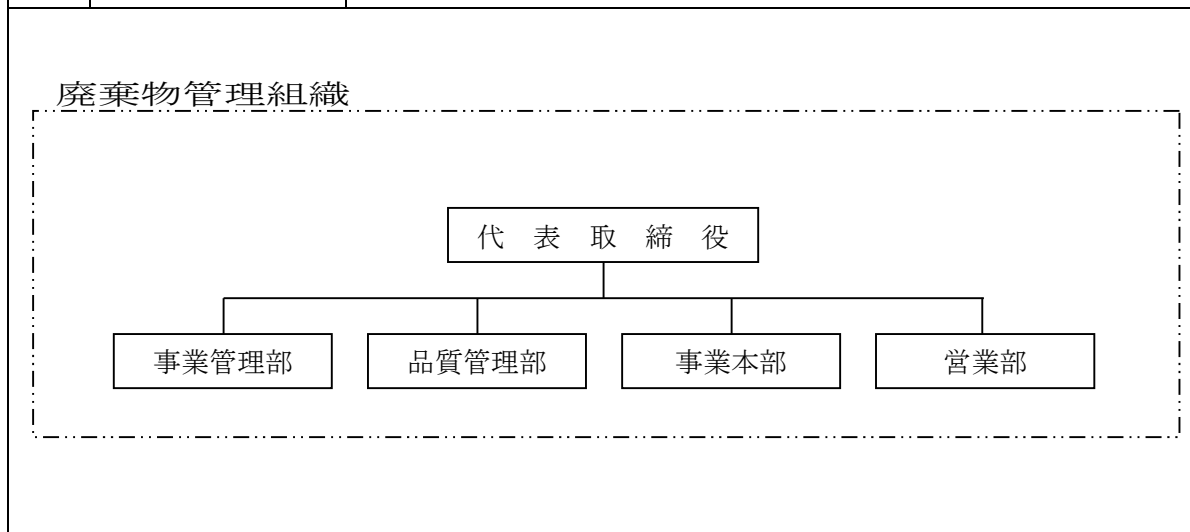 廃棄物管理組織
代表取締役
事業管理部
品質管理部
事業本部
営業部